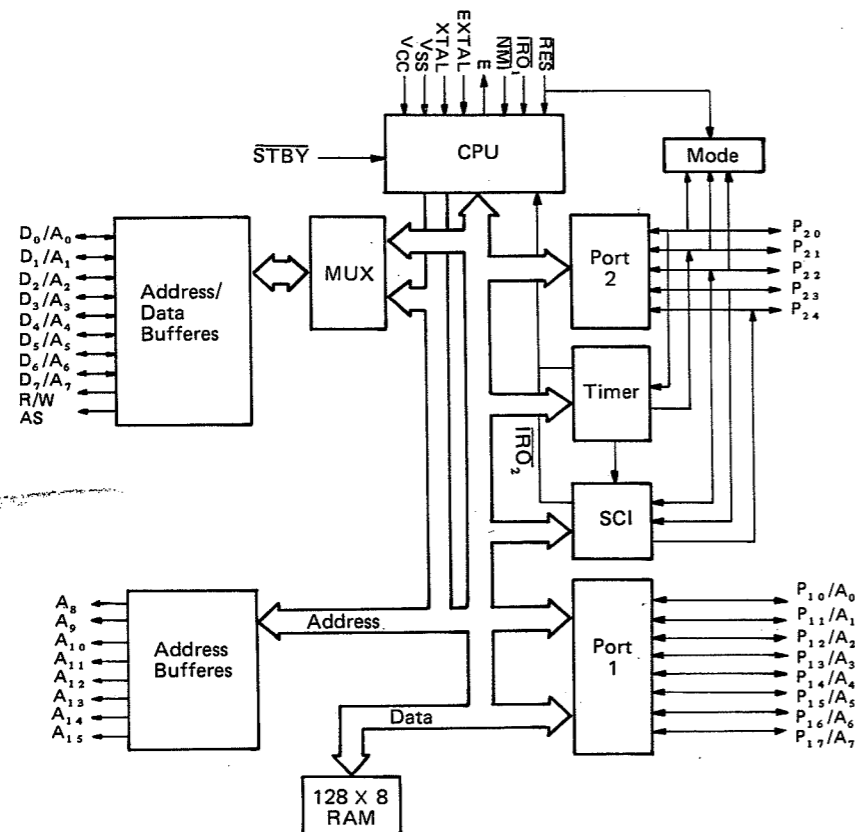 VCC
VSS
XTAL
EXTAL
E
NMI
IRO₁
RES
STBY
CPU
Mode
D₀/A₀
D₁/A₁
D₂/A₂
D₃/A₃
D₄/A₄
D₅/A₅
D₆/A₆
D₇/A₇
R/W
AS
Address/
Data
Bufferes
MUX
Port
2
P₂₀
P₂₁
P₂₂
P₂₃
P₂₄
Timer
IRO₂
SCI
A₈
A₉
A₁₀
A₁₁
A₁₂
A₁₃
A₁₄
A₁₅
Address
Bufferes
Address
Data
Port
1
P₁₀/A₀
P₁₁/A₁
P₁₂/A₂
P₁₃/A₃
P₁₄/A₄
P₁₅/A₅
P₁₆/A₆
P₁₇/A₇
128 X 8
RAM